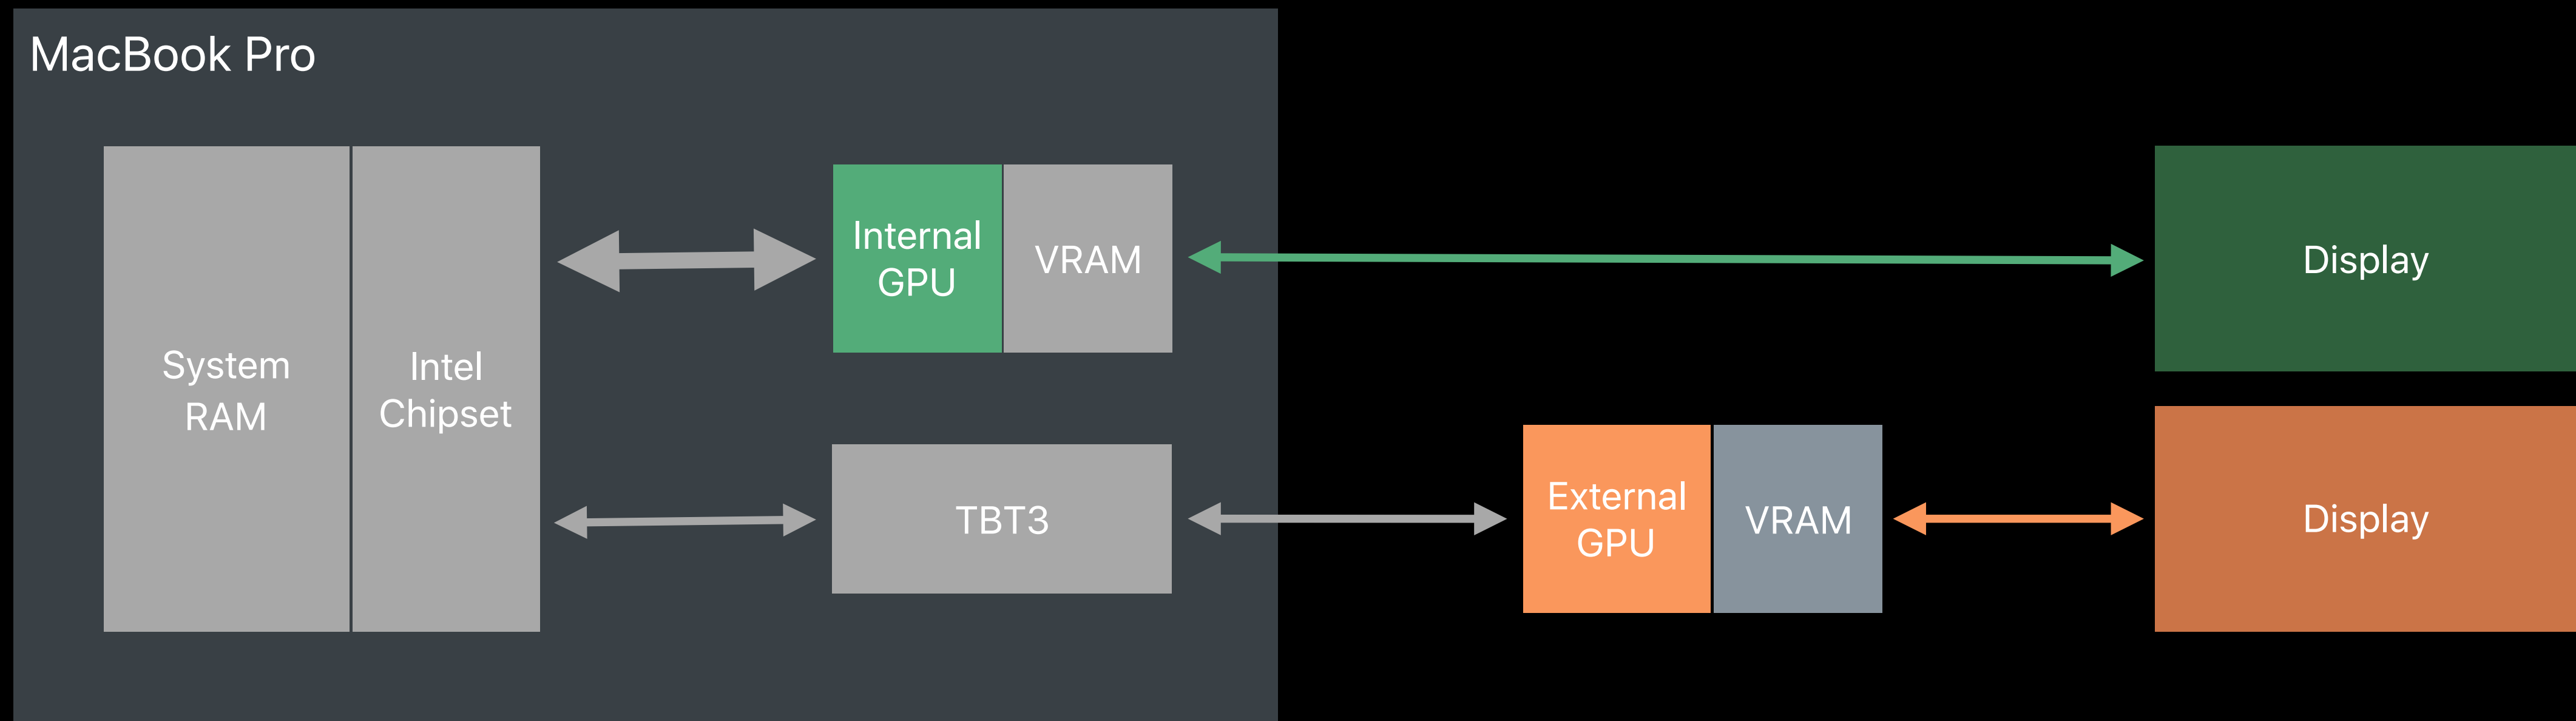 MacBook Pro
System
RAM
Intel
Chipset
Internal
GPU
VRAM
Display
TBT3
External
GPU
VRAM
Display